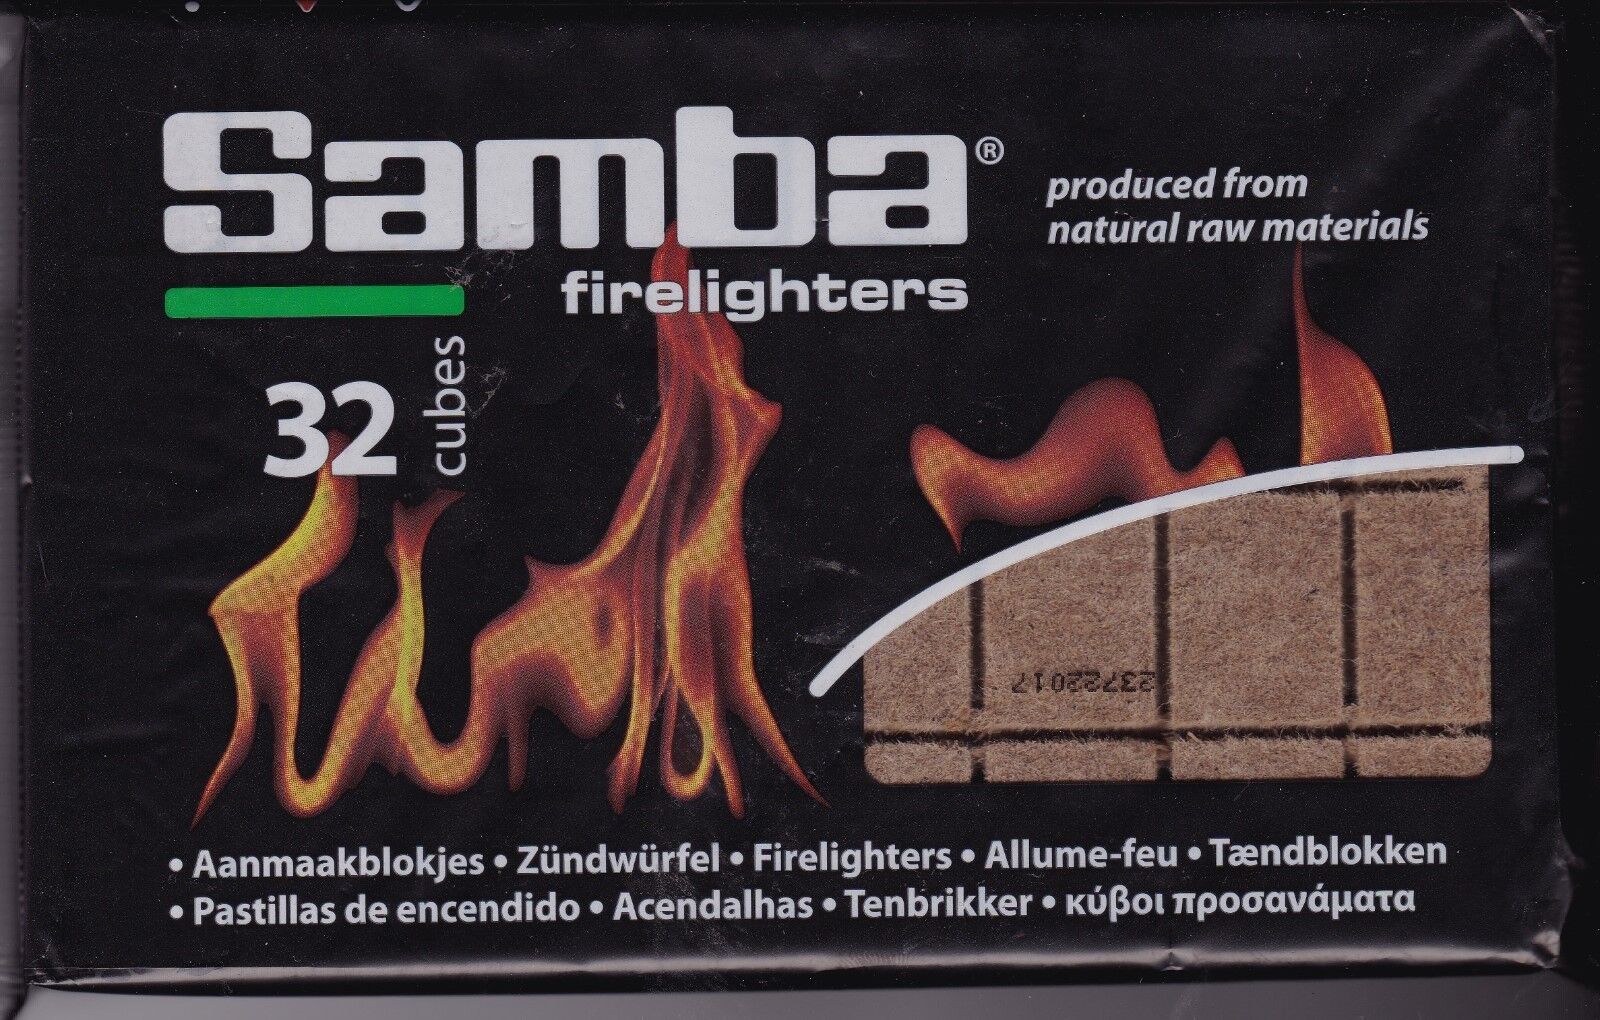 Samba®
firelighters
produced from
natural raw materials
32
cubes
23722017
• Aanmaakblokjes • Zündwürfel • Firelighters • Allume-feu • Tændblokken
• Pastillas de encendido • Acendalhas • Tenbrikker • κύβοι προσανάματα